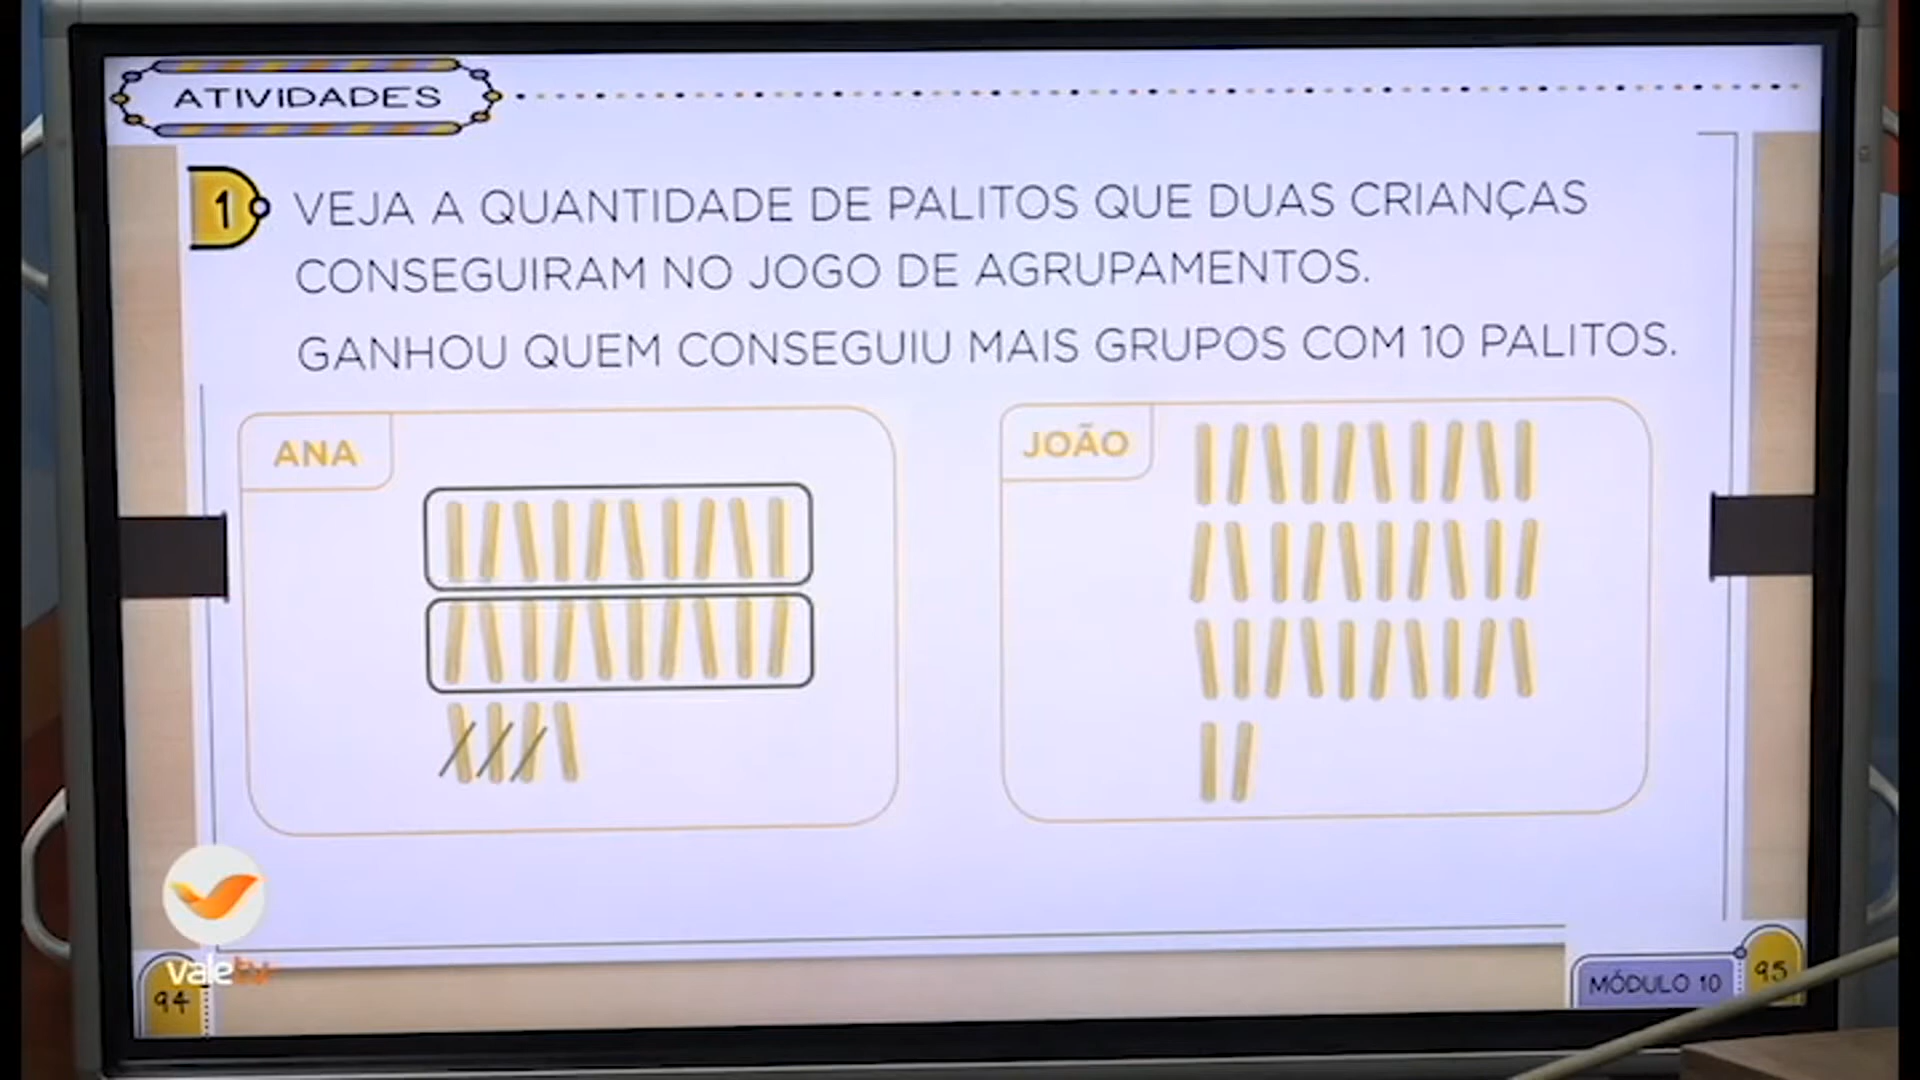 ATIVIDADES
1 VEJA A QUANTIDADE DE PALITOS QUE DUAS CRIANÇAS
CONSEGUIRAM NO JOGO DE AGRUPAMENTOS.
GANHOU QUEM CONSEGUIU MAIS GRUPOS COM 10 PALITOS.
ANA
JOÃO
valetv
94
MÓDULO 10
95